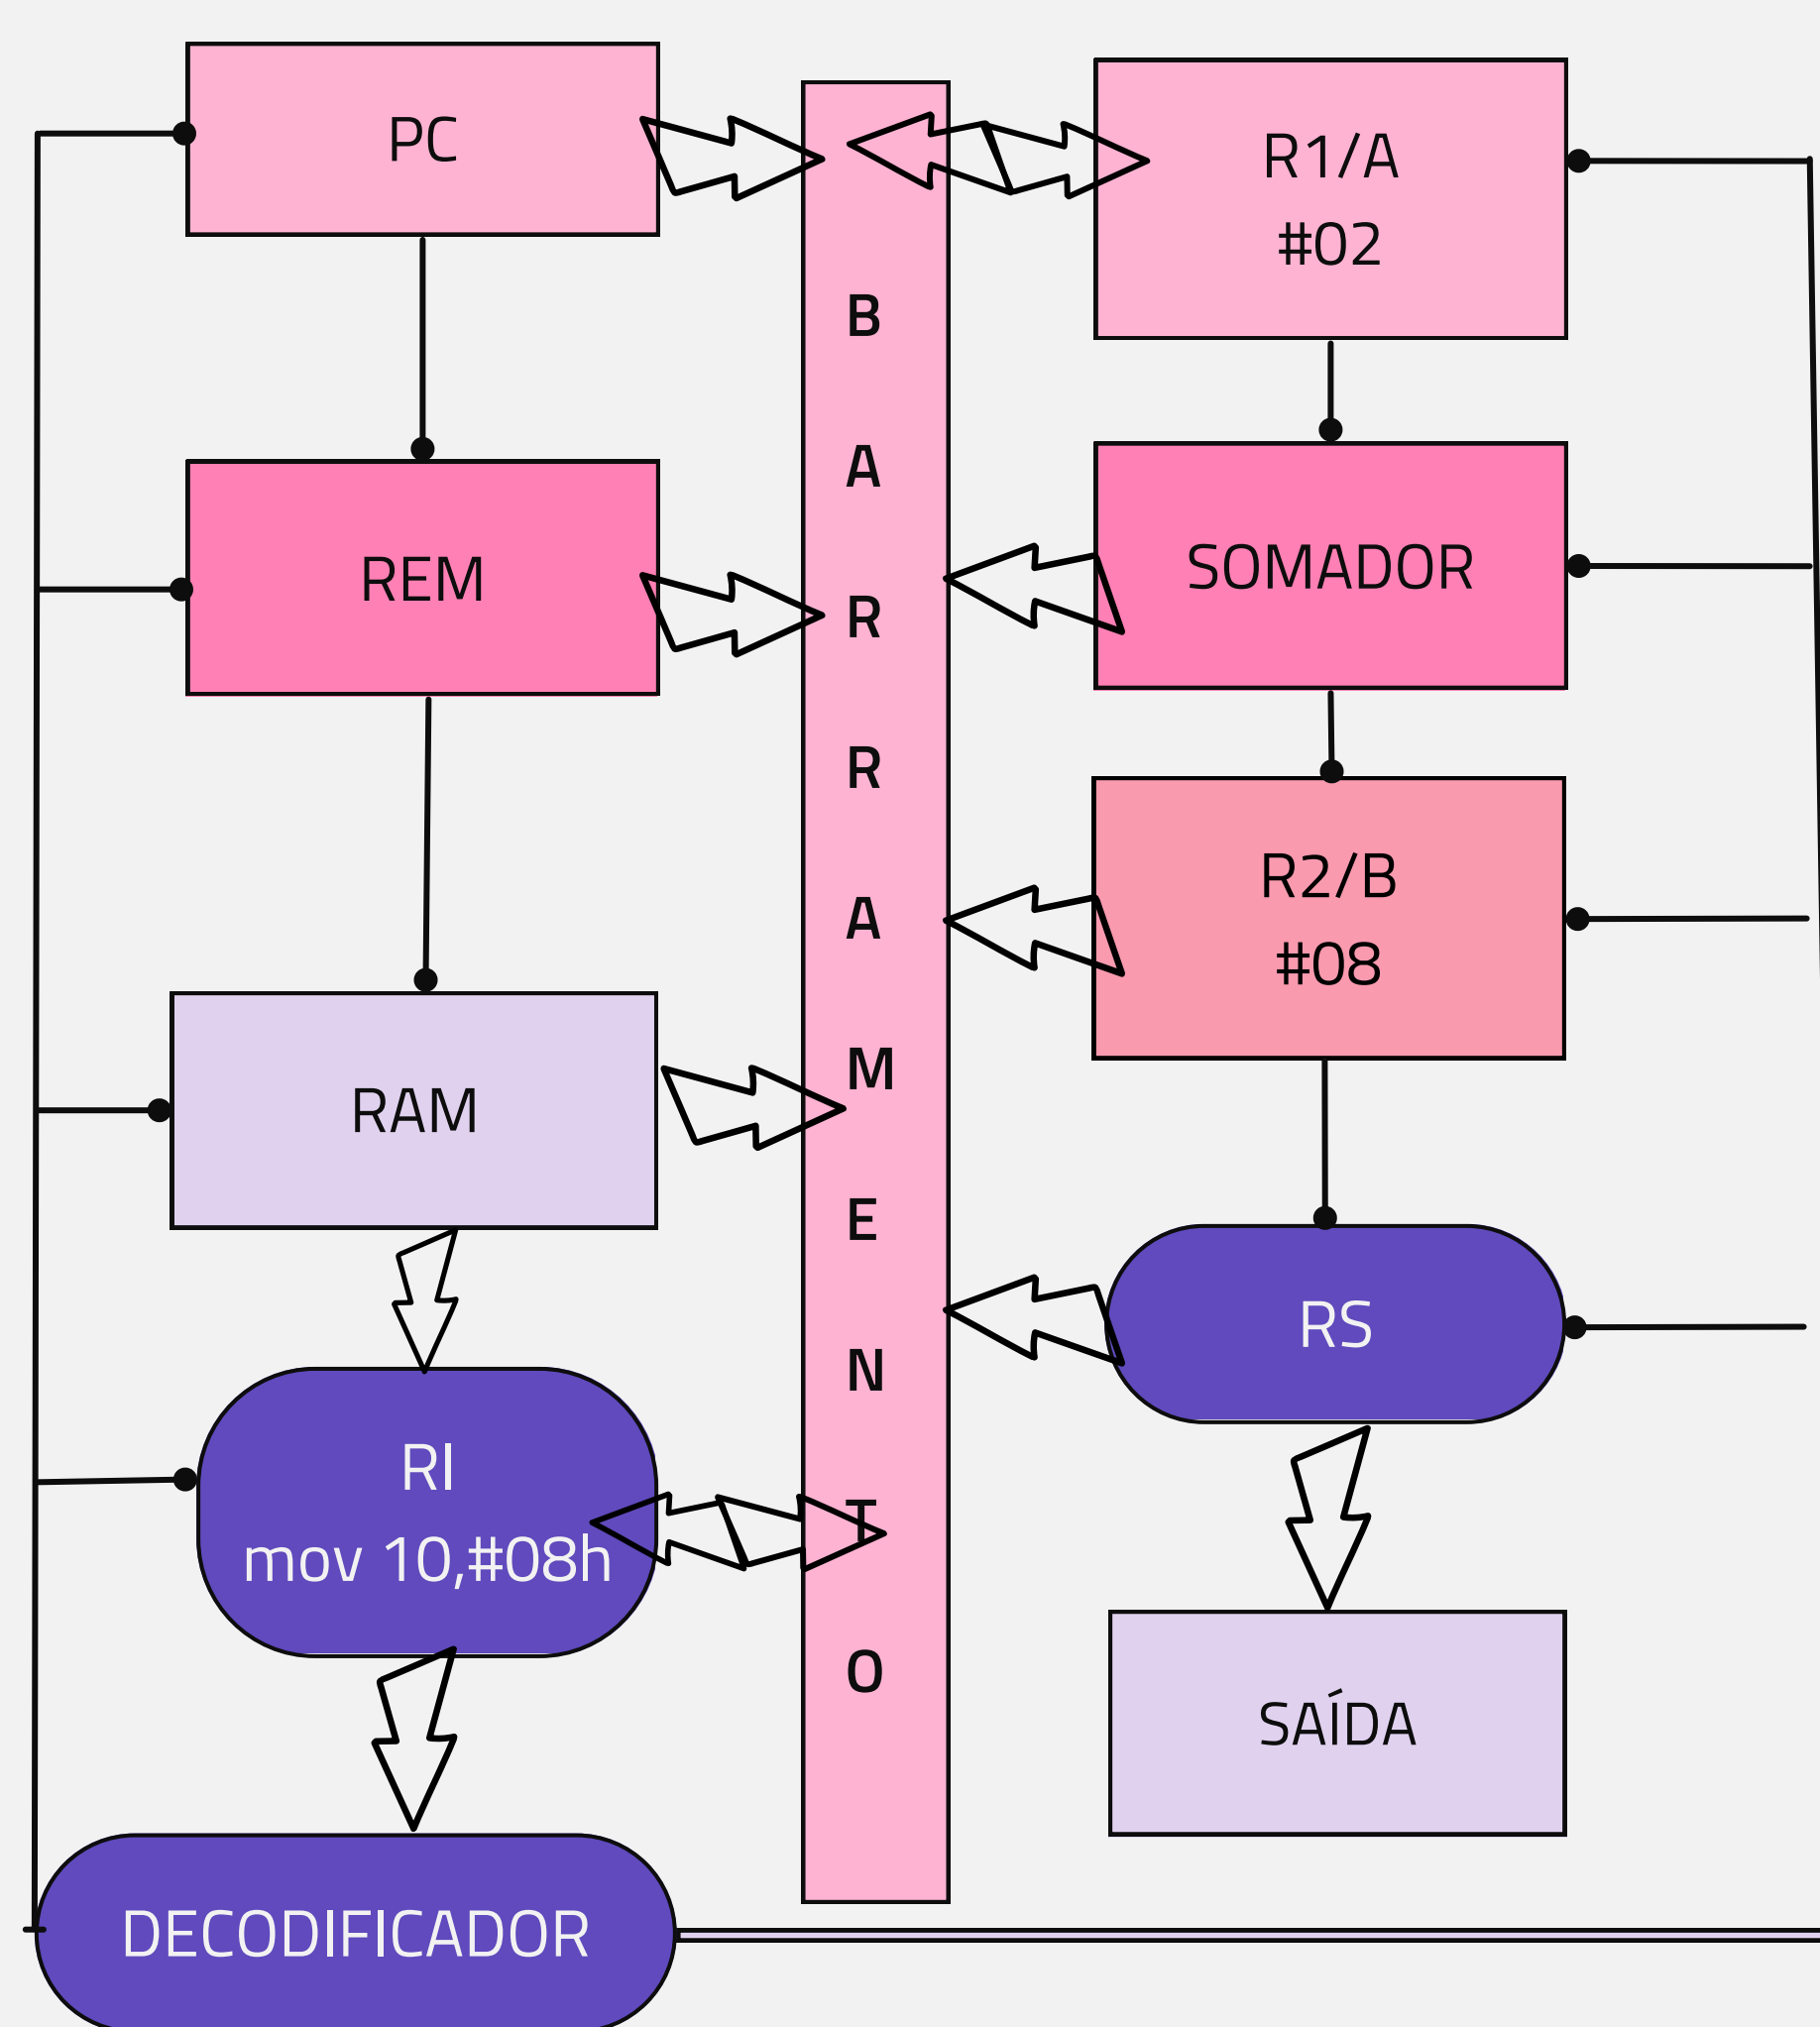 PC
REM
RAM
RI
mov 10,#08h
DECODIFICADOR
B
A
R
R
A
M
E
N
T
O
R1/A
#02
SOMADOR
R2/B
#08
RS
SAÍDA